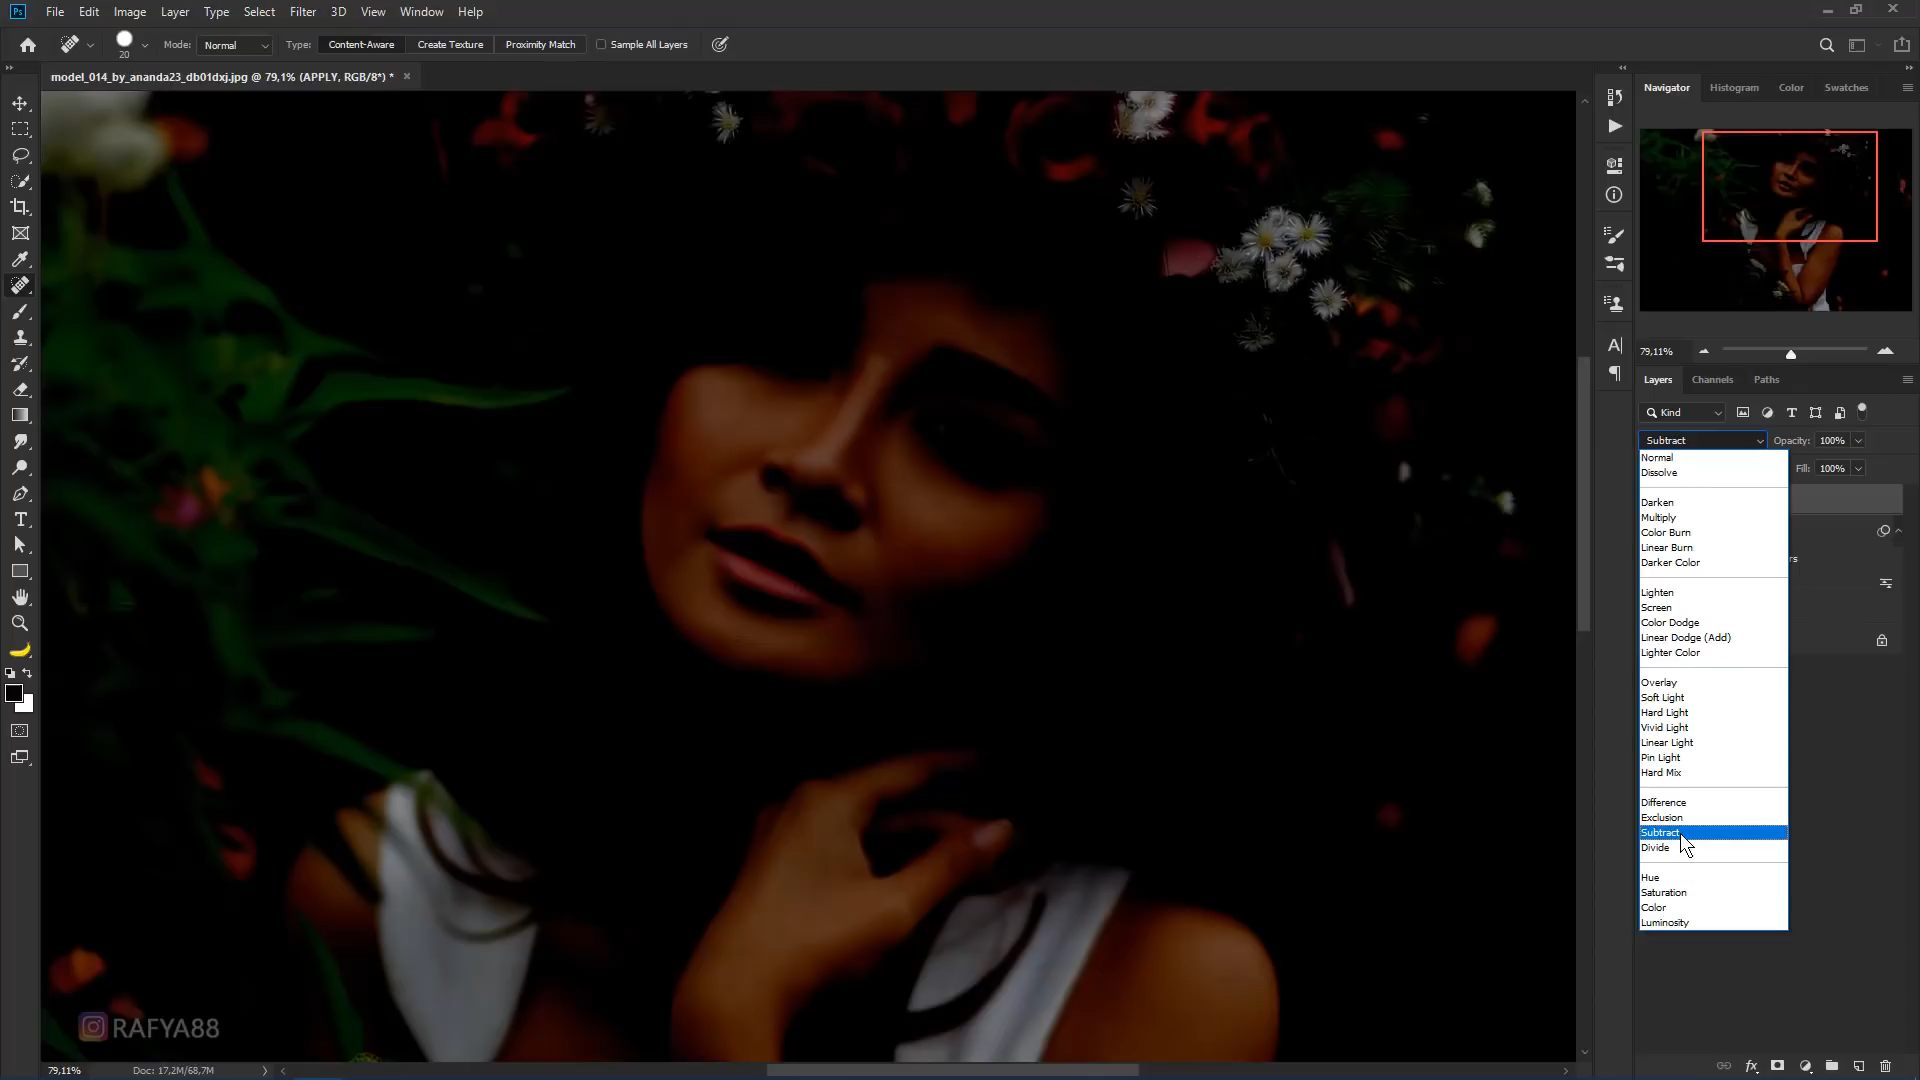 Ps File Edit Image Layer Type Select Filter 3D View Window Help
20 Mode: Normal Type: Content-Aware Create Texture Proximity Match Sample All Layers
model_014_by_ananda23_db01dxj.jpg @ 79,1% (APPLY, RGB/8*) * ×
Navigator Histogram Color Swatches
79,11%
Layers Channels Paths
Kind
Subtract Opacity: 100%
Fill: 100%
Normal
Dissolve
Darken
Multiply
Color Burn
Linear Burn
Darker Color
rs
Lighten
Screen
Color Dodge
Linear Dodge (Add)
Lighter Color
Overlay
Soft Light
Hard Light
Vivid Light
Linear Light
Pin Light
Hard Mix
Difference
Exclusion
Subtract
Divide
Hue
Saturation
Color
Luminosity
RAFYA88
79,11% Doc: 17,2M/68,7M